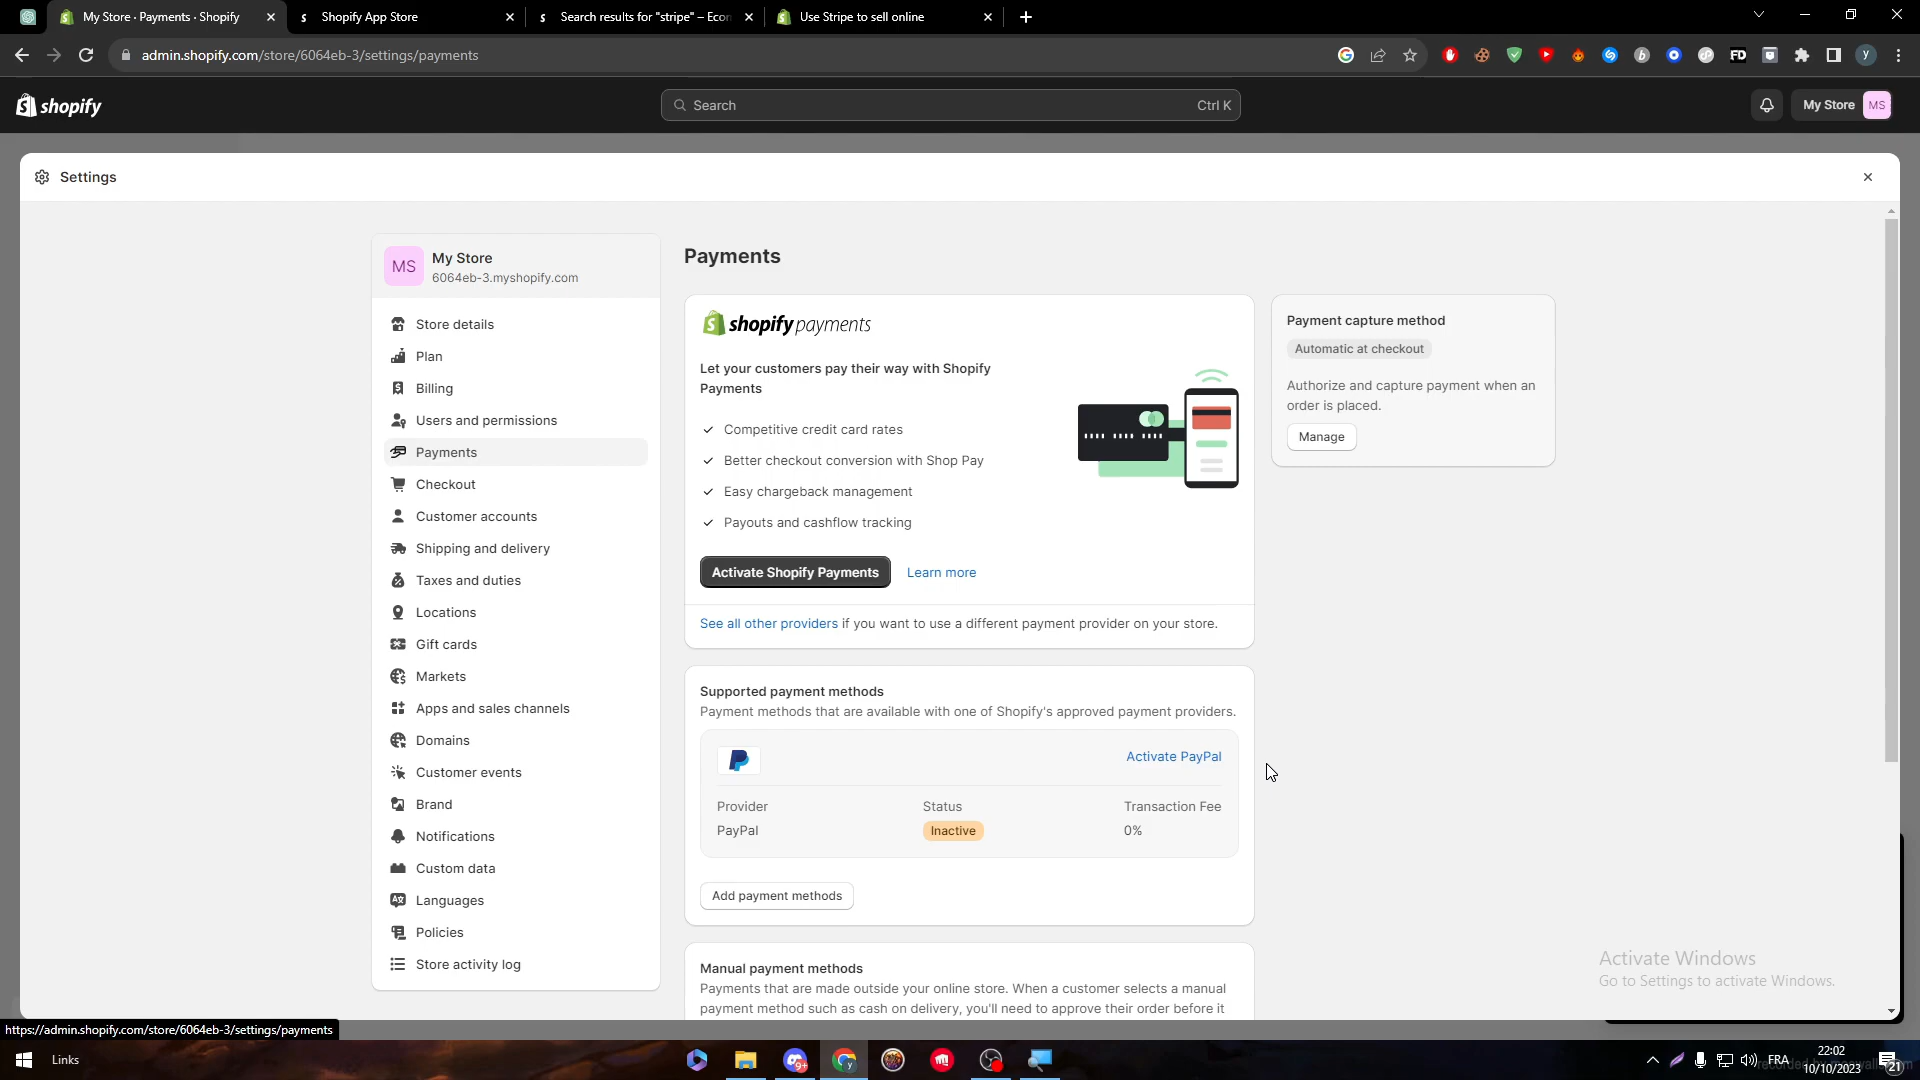 My Store · Payments · Shopify
Shopify App Store
Search results for "stripe" – Econ
Use Stripe to sell online
admin.shopify.com/store/6064eb-3/settings/payments
FD
y
shopify
Search
Ctrl K
My Store
MS
Settings
MS
My Store
6064eb-3.myshopify.com
Store details
Plan
Billing
Users and permissions
Payments
Checkout
Customer accounts
Shipping and delivery
Taxes and duties
Locations
Gift cards
Markets
Apps and sales channels
Domains
Customer events
Brand
Notifications
Custom data
Languages
Policies
Store activity log
Payments
shopify payments
Let your customers pay their way with Shopify
Payments
Competitive credit card rates
Better checkout conversion with Shop Pay
Easy chargeback management
Payouts and cashflow tracking
Activate Shopify Payments
Learn more
See all other providers if you want to use a different payment provider on your store.
Supported payment methods
Payment methods that are available with one of Shopify's approved payment providers.
Activate PayPal
Provider
Status
Transaction Fee
PayPal
Inactive
0%
Add payment methods
Manual payment methods
Payments that are made outside your online store. When a customer selects a manual
payment method such as cash on delivery, you'll need to approve their order before it
Payment capture method
Automatic at checkout
Authorize and capture payment when an
order is placed.
Manage
Activate Windows
Go to Settings to activate Windows.
https://admin.shopify.com/store/6064eb-3/settings/payments
Links
9+
FRA
22:02
10/10/2023
21